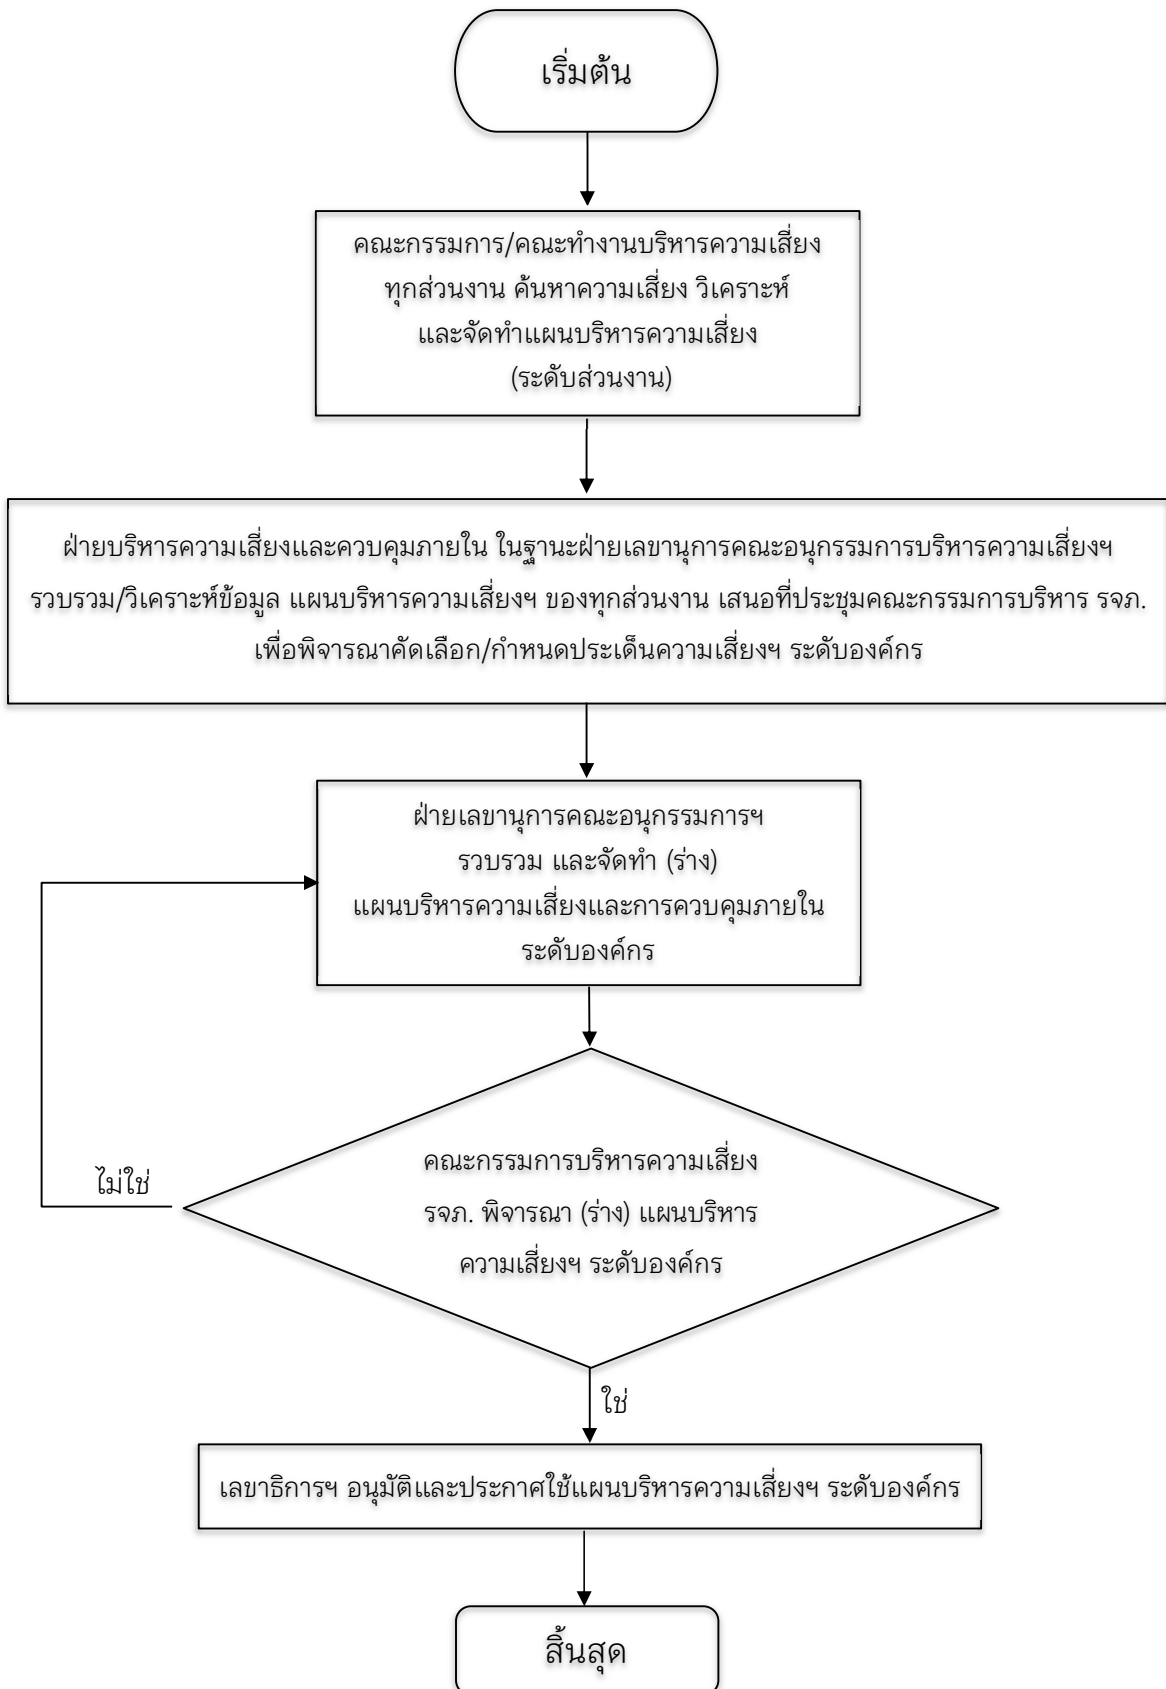 เริ่มต้น
คณะกรรมการ/คณะทำงานบริหารความเสี่ยง
ทุกส่วนงาน ค้นหาความเสี่ยง วิเคราะห์
และจัดทำแผนบริหารความเสี่ยง
(ระดับส่วนงาน)
ฝ่ายบริหารความเสี่ยงและควบคุมภายใน ในฐานะฝ่ายเลขานุการคณะอนุกรรมการบริหารความเสี่ยงฯ
รวบรวม/วิเคราะห์ข้อมูล แผนบริหารความเสี่ยงฯ ของทุกส่วนงาน เสนอที่ประชุมคณะกรรมการบริหาร รจภ.
เพื่อพิจารณาคัดเลือก/กำหนดประเด็นความเสี่ยงฯ ระดับองค์กร
ฝ่ายเลขานุการคณะอนุกรรมการฯ
รวบรวม และจัดทำ (ร่าง)
แผนบริหารความเสี่ยงและการควบคุมภายใน
ระดับองค์กร
คณะกรรมการบริหารความเสี่ยง
รจภ. พิจารณา (ร่าง) แผนบริหาร
ความเสี่ยงฯ ระดับองค์กร
ไม่ใช่
ใช่
เลขาธิการฯ อนุมัติและประกาศใช้แผนบริหารความเสี่ยงฯ ระดับองค์กร
สิ้นสุด